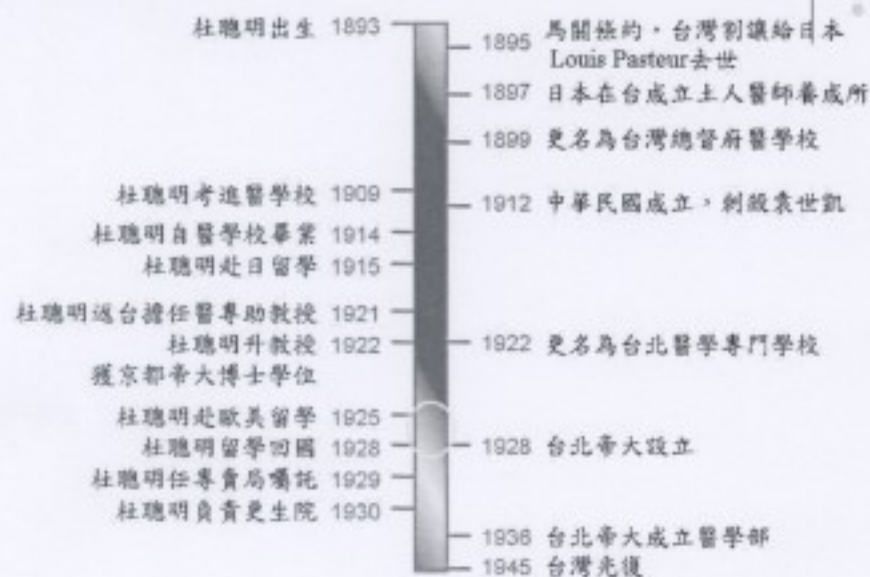 杜聰明出生 1893
1895 馬關條約,台灣割讓給日本
Louis Pasteur去世
1897 日本在台成立土人醫師養成所
1899 更名為台灣總督府醫學校
杜聰明考進醫學校 1909
1912 中華民國成立,刺殺袁世凱
杜聰明自醫學校畢業 1914
杜聰明赴日留學 1915
杜聰明返台擔任醫專助教授 1921
杜聰明升教授 1922
1922 更名為台北醫學專門學校
獲京都帝大博士學位
杜聰明赴歐美留學 1925
杜聰明留學回國 1928
1928 台北帝大設立
杜聰明任專賣局囑託 1929
杜聰明負責更生院 1930
1936 台北帝大成立醫學部
1945 台灣光復